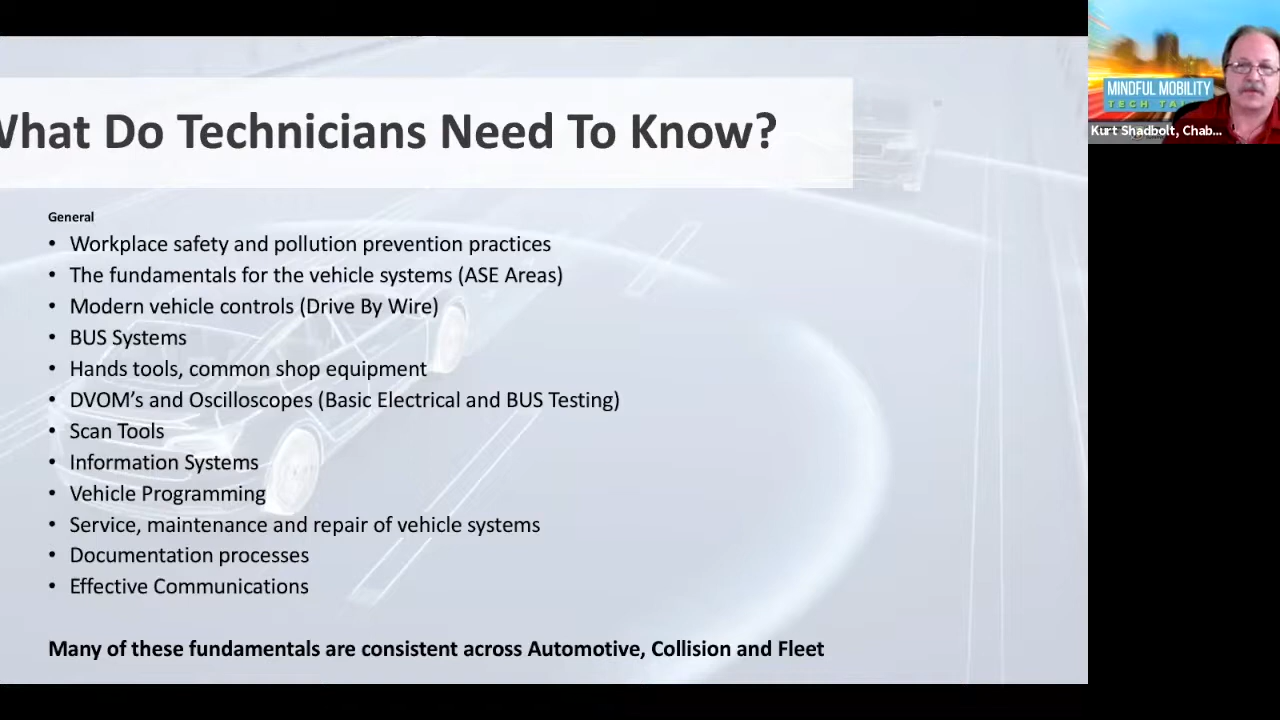 What Do Technicians Need To Know?
General
• Workplace safety and pollution prevention practices
• The fundamentals for the vehicle systems (ASE Areas)
• Modern vehicle controls (Drive By Wire)
• BUS Systems
• Hands tools, common shop equipment
• DVOM’s and Oscilloscopes (Basic Electrical and BUS Testing)
• Scan Tools
• Information Systems
• Vehicle Programming
• Service, maintenance and repair of vehicle systems
• Documentation processes
• Effective Communications
Many of these fundamentals are consistent across Automotive, Collision and Fleet
MINDFUL MOBILITY
TECH
Kurt Shadbolt, Chab...